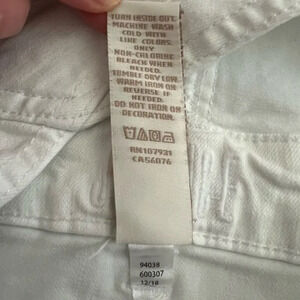 TURN INSIDE OUT.
MACHINE WASH
COLD WITH
LIKE COLORS.
ONLY
NON-CHLORINE
BLEACH WHEN
NEEDED.
TUMBLE DRY LOW.
WARM IRON ON
REVERSE IF
NEEDED.
DO NOT IRON ON
DECORATION.
RN107931
CA56076
94038
600307
12/18